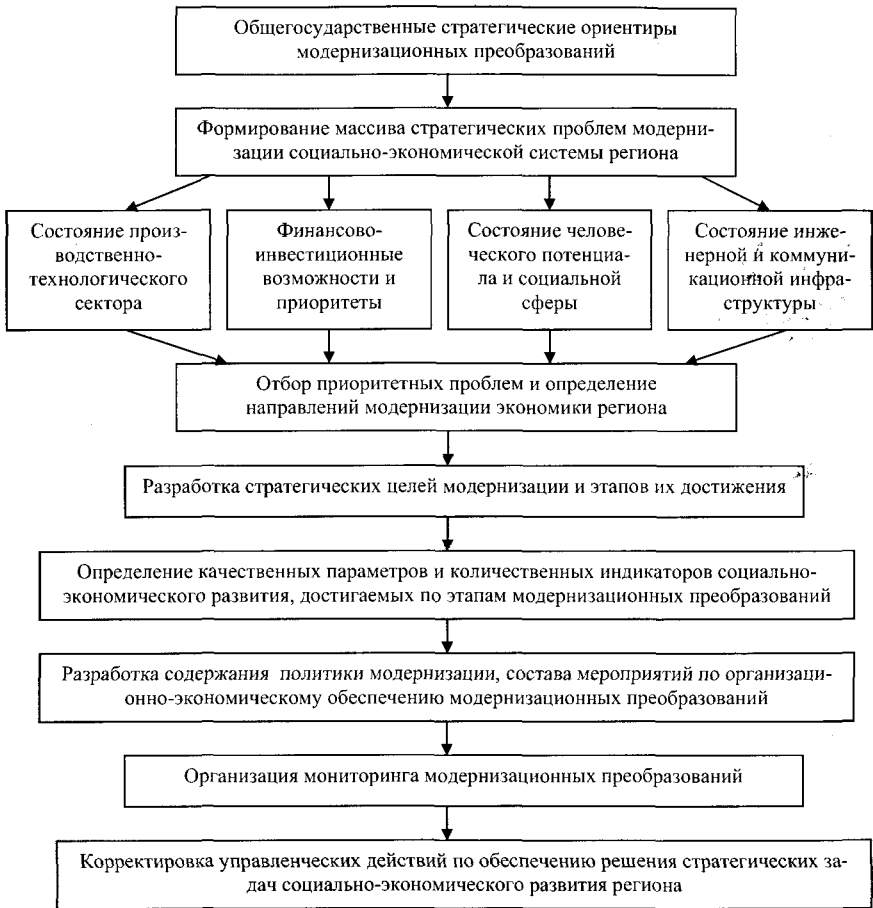 Общегосударственные стратегические ориентиры
модернизационных преобразований
Формирование массива стратегических проблем модерни-
зации социально-экономической системы региона
Состояние произ-
водственно-
технологического
сектора
Финансово-
инвестиционные
возможности и
приоритеты
Состояние челове-
ческого потенциа-
ла и социальной
сферы
Состояние инже-
нерной и коммуни-
кационной инфра-
структуры
Отбор приоритетных проблем и определение
направлений модернизации экономики региона
Разработка стратегических целей модернизации и этапов их достижения
Определение качественных параметров и количественных индикаторов социально-
экономического развития, достигаемых по этапам модернизационных преобразований
Разработка содержания политики модернизации, состава мероприятий по организаци-
онно-экономическому обеспечению модернизационных преобразований
Организация мониторинга модернизационных преобразований
Корректировка управленческих действий по обеспечению решения стратегических за-
дач социально-экономического развития региона